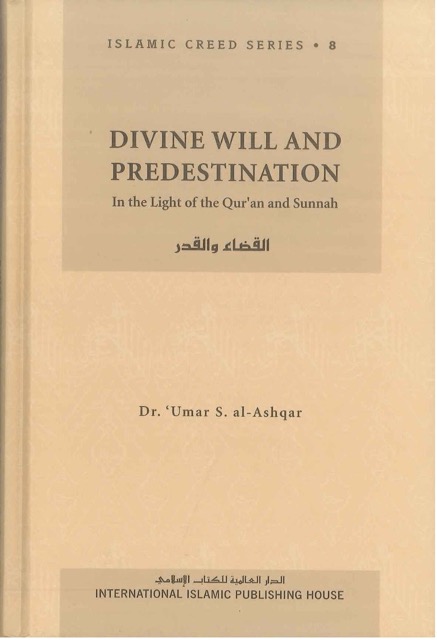 ISLAMIC CREED SERIES • 8
DIVINE WILL AND
PREDESTINATION
In the Light of the Qur'an and Sunnah
القضاء والقدر
Dr. ‘Umar S. al-Ashqar
الدار العالمية للكتاب الإسلامي
INTERNATIONAL ISLAMIC PUBLISHING HOUSE